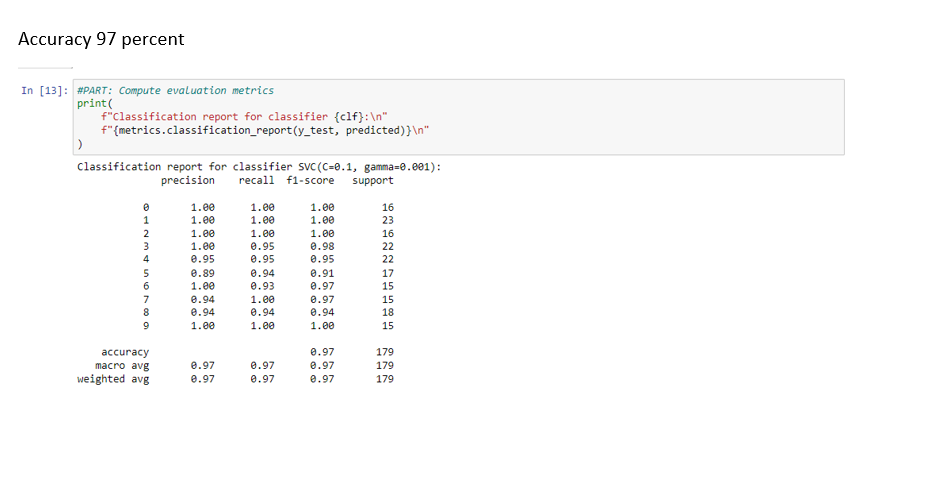 Accuracy 97 percent
In [13]: #PART: Compute evaluation metrics
print(
f"Classification report for classifier {clf}:\n"
f"{metrics.classification_report(y_test, predicted)}\n"
)
Classification report for classifier SVC(C=0.1, gamma=0.001):
precision recall f1-score support
0 1.00 1.00 1.00 16
1 1.00 1.00 1.00 23
2 1.00 1.00 1.00 16
3 1.00 0.95 0.98 22
4 0.95 0.95 0.95 22
5 0.89 0.94 0.91 17
6 1.00 0.93 0.97 15
7 0.94 1.00 0.97 15
8 0.94 0.94 0.94 18
9 1.00 1.00 1.00 15
accuracy 0.97 179
macro avg 0.97 0.97 0.97 179
weighted avg 0.97 0.97 0.97 179